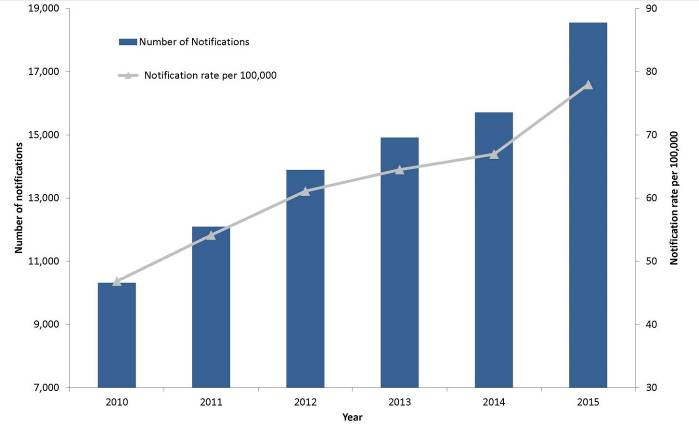 19,000
17,000
15,000
13,000
11,000
9,000
7,000
Number of notifications
Number of Notifications
Notification rate per 100,000
90
80
70
60
50
40
30
Notification rate per 100,000
2010 2011 2012 2013 2014 2015
Year